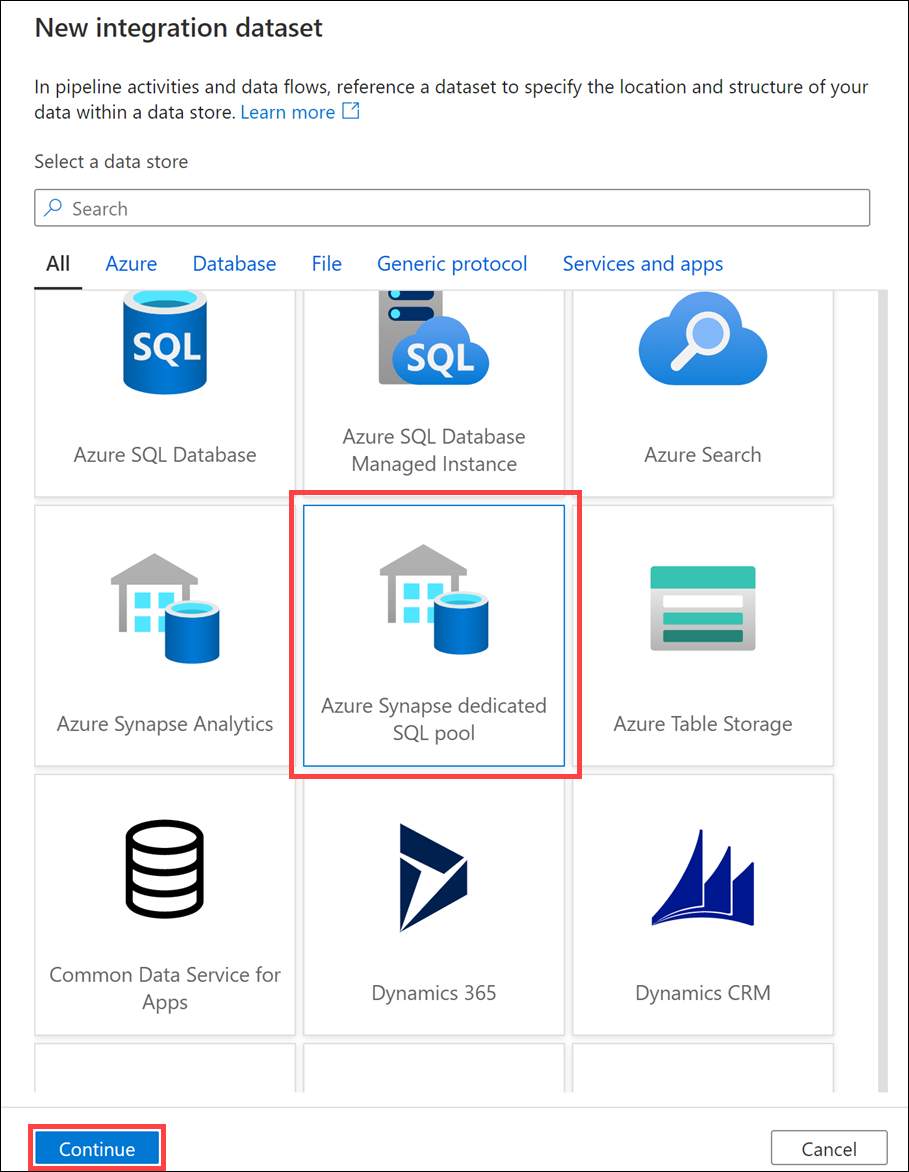 New integration dataset
In pipeline activities and data flows, reference a dataset to specify the location and structure of your
data within a data store. Learn more
Select a data store
Search
All Azure Database File Generic protocol Services and apps
SQL
SQL
Azure SQL Database
Azure SQL Database
Managed Instance
Azure Search
Azure Synapse Analytics
Azure Synapse dedicated
SQL pool
Azure Table Storage
Common Data Service for
Apps
Dynamics 365
Dynamics CRM
Continue
Cancel